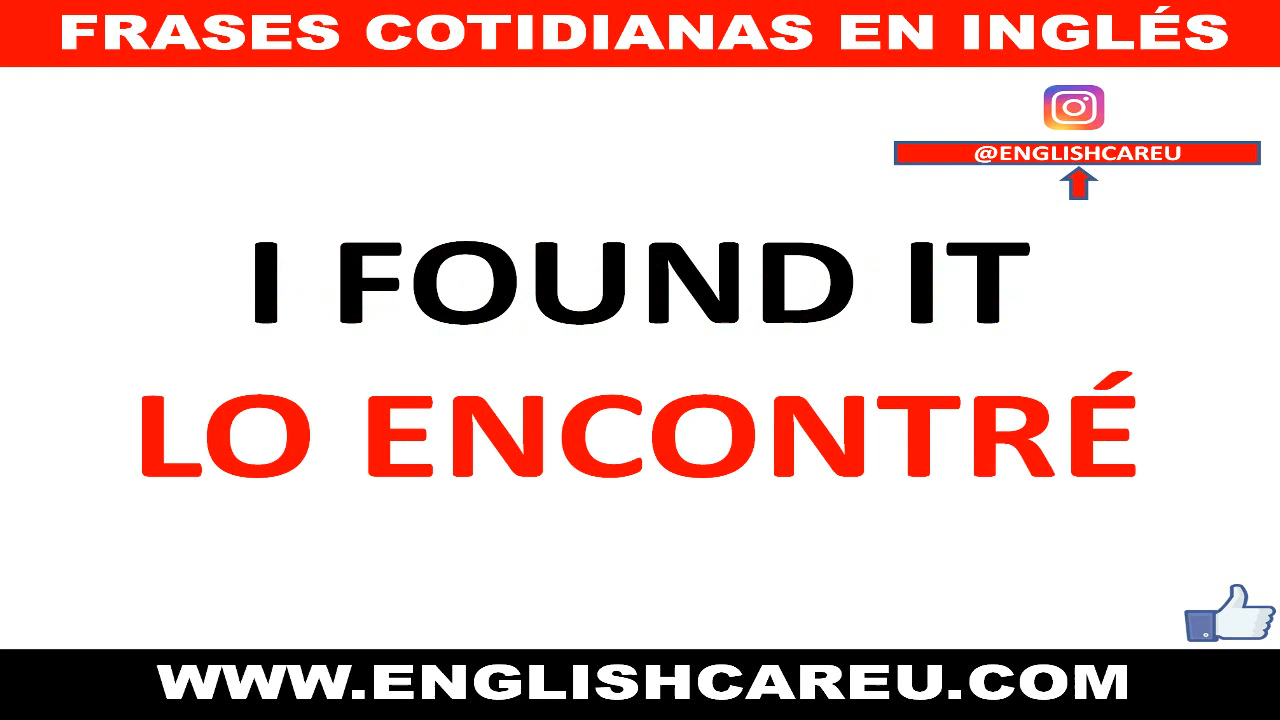 FRASES COTIDIANAS EN INGLÉS
@ENGLISHCAREU
I FOUND IT
LO ENCONTRÉ
WWW.ENGLISHCAREU.COM